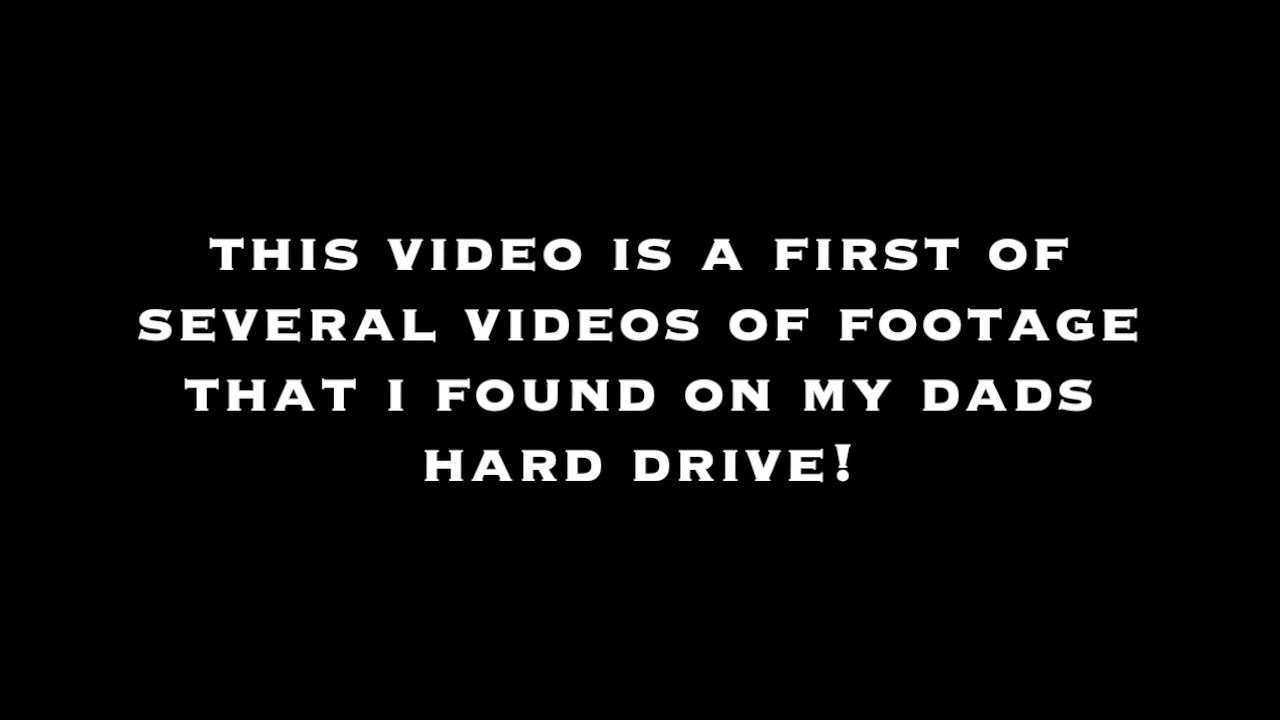 THIS VIDEO IS A FIRST OF
SEVERAL VIDEOS OF FOOTAGE
THAT I FOUND ON MY DADS
HARD DRIVE!